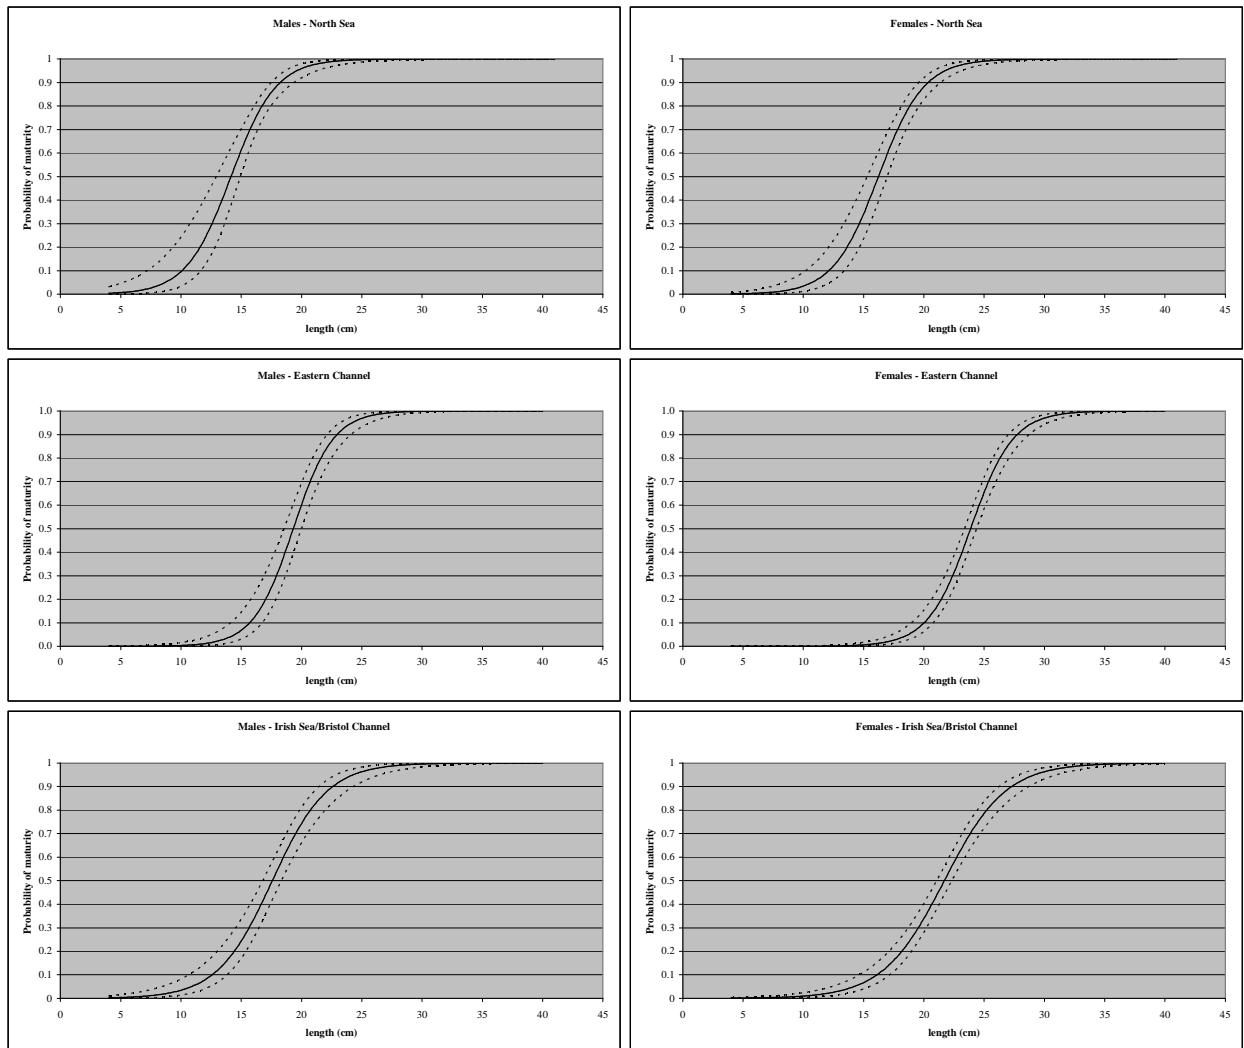 Males - North Sea
Probability of maturity
1
0.9
0.8
0.7
0.6
0.5
0.4
0.3
0.2
0.1
0
0 5 10 15 20 25 30 35 40 45
length (cm)
Females - North Sea
Probability of maturity
1
0.9
0.8
0.7
0.6
0.5
0.4
0.3
0.2
0.1
0
0 5 10 15 20 25 30 35 40 45
length (cm)
Males - Eastern Channel
Probability of maturity
1.0
0.9
0.8
0.7
0.6
0.5
0.4
0.3
0.2
0.1
0.0
0 5 10 15 20 25 30 35 40 45
length (cm)
Females - Eastern Channel
Probability of maturity
1.0
0.9
0.8
0.7
0.6
0.5
0.4
0.3
0.2
0.1
0.0
0 5 10 15 20 25 30 35 40 45
length (cm)
Males - Irish Sea/Bristol Channel
Probability of maturity
1
0.9
0.8
0.7
0.6
0.5
0.4
0.3
0.2
0.1
0
0 5 10 15 20 25 30 35 40 45
length (cm)
Females - Irish Sea/Bristol Channel
Probability of maturity
1
0.9
0.8
0.7
0.6
0.5
0.4
0.3
0.2
0.1
0
0 5 10 15 20 25 30 35 40 45
length (cm)